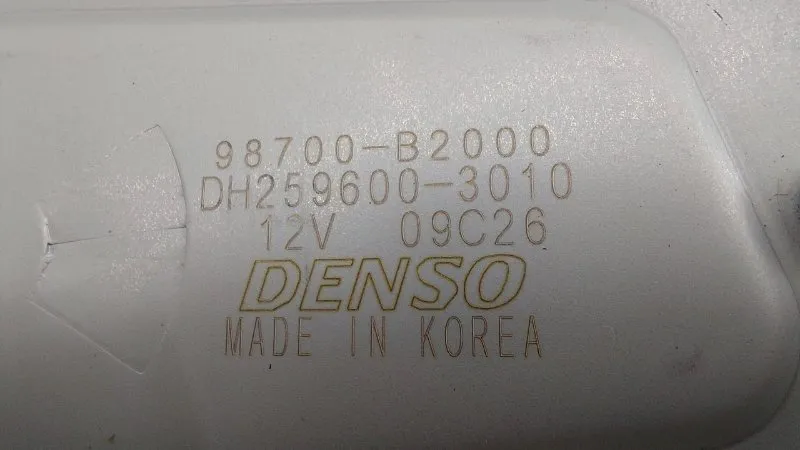 98700-B2000
DH259600-3010
12V 09C26
DENSO
MADE IN KOREA